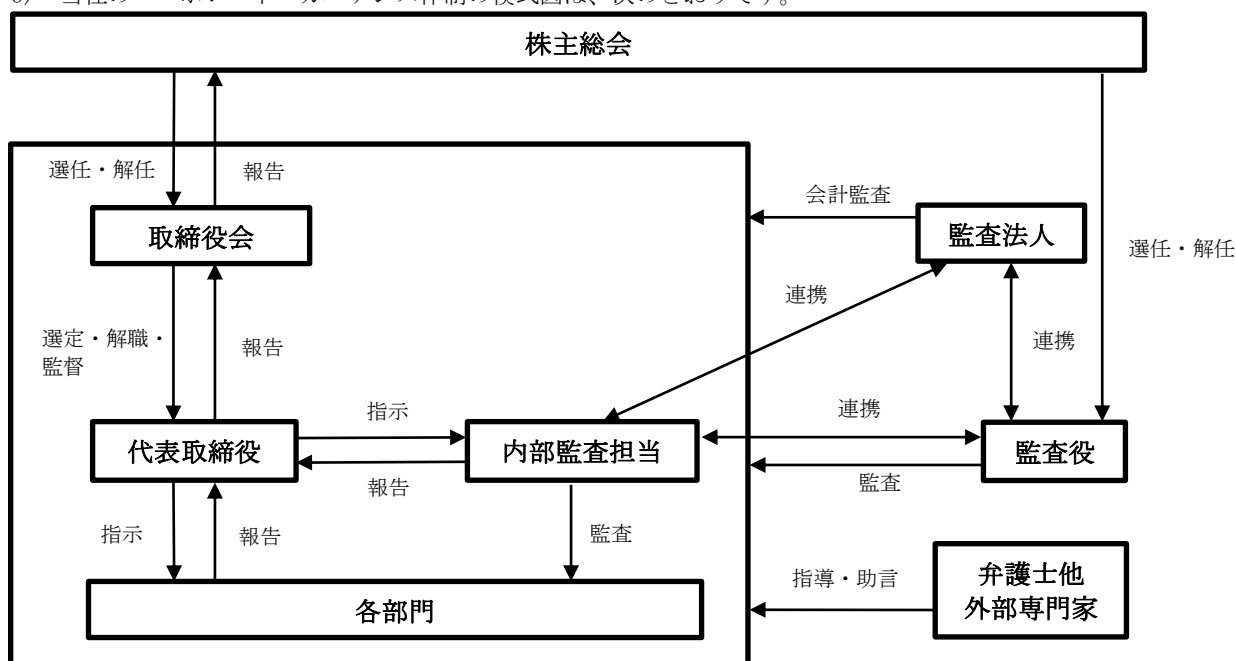 株主総会
選任・解任
報告
会計監査
取締役会
監査法人
選任・解任
連携
選定・解職・
監督
報告
連携
指示
連携
代表取締役
内部監査担当
監査役
報告
監査
指示
報告
監査
指導・助言
弁護士他
外部専門家
各部門